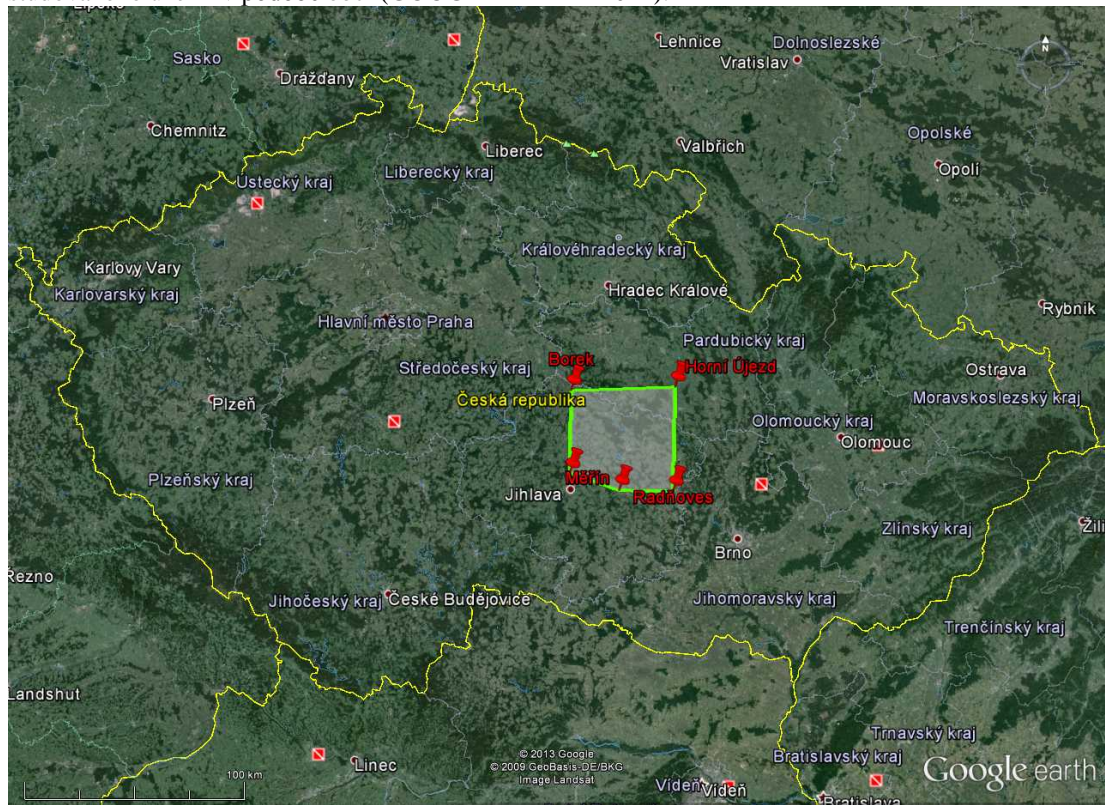 Lehnice
Dolnoslezské
Sasko
Vratislav
Drážďany
Chemnitz
Opolské
Valbřich
Liberec
Opolí
Liberecký kraj
Ústecký kraj
Královéhradecký kraj
Karlovy Vary
Karlovarský kraj
Hradec Králové
Rybnik
Hlavní město Praha
Pardubický kraj
Borek
Horní Újezd
Středočeský kraj
Ostrava
Česká republika
Moravskoslezský kraj
Plzeň
Olomoucký kraj
Olomouc
Plzeňský kraj
Měřín
Jihlava
Radňoves
Zlínský kraj
Žili
Brno
Řezno
Jihočeský kraj
České Budějovice
Jihomoravský kraj
Trenčínský kraj
Landshut
Trnavský kraj
Bratislavský kraj
Linec
© 2013 Google
© 2009 GeoBasis-DE/BKG
Image Landsat
Google earth
100 km
Vídeň
Vídeň
Bratislava